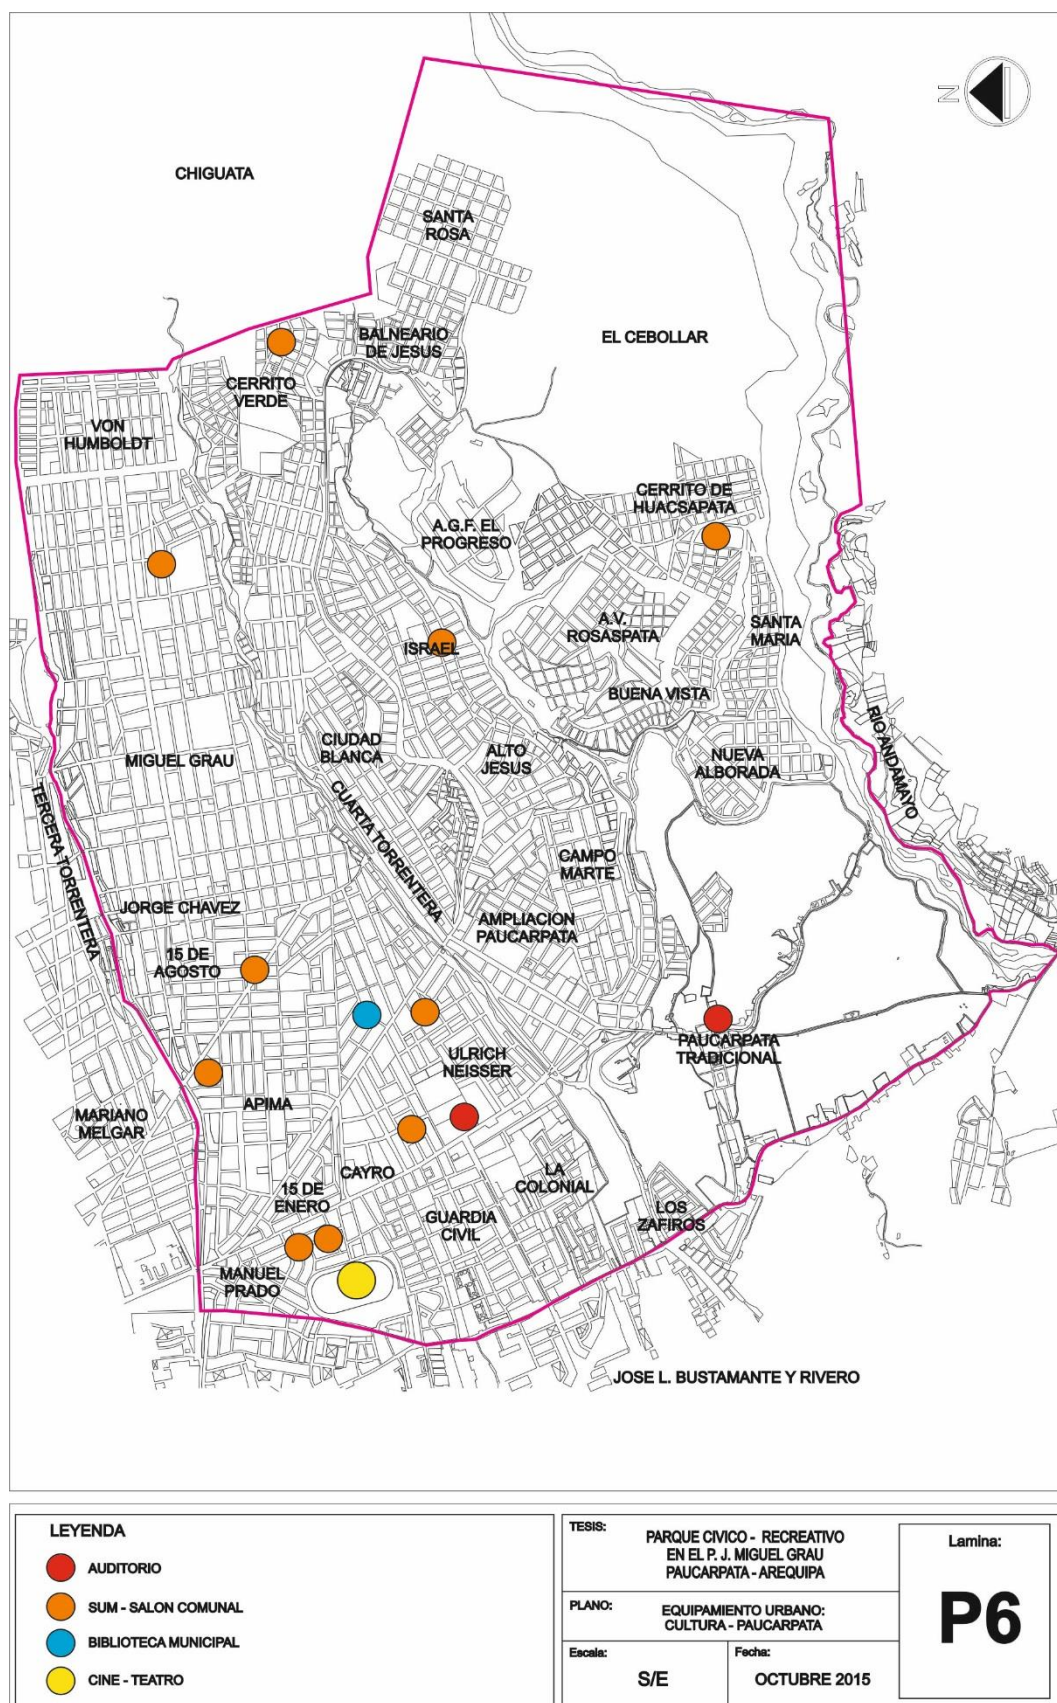 N
CHIGUATA
SANTA
ROSA
EL CEBOLLAR
BALNEARIO
DE JESUS
CERRITO
VERDE
VON
HUMBOLDT
CERRITO DE
HUACSAPATA
A.G.F. EL
PROGRESO
A.V.
ROSASPATA
SANTA
MARIA
ISRAEL
BUENA VISTA
RIO ANDAMAYO
CIUDAD
BLANCA
ALTO
JESUS
NUEVA
ALBORADA
MIGUEL GRAU
TERCERA TORRENTERA
CUARTA TORRENTERA
CAMPO
MARTE
JORGE CHAVEZ
AMPLIACION
PAUCARPATA
15 DE
AGOSTO
PAUCARPATA
TRADICIONAL
ULRICH
NEISSER
APIMA
MARIANO
MELGAR
CAYRO
LA
COLONIAL
15 DE
ENERO
GUARDIA
CIVIL
LOS
ZAFIROS
MANUEL
PRADO
JOSE L. BUSTAMANTE Y RIVERO
LEYENDA
AUDITORIO
SUM - SALON COMUNAL
BIBLIOTECA MUNICIPAL
CINE - TEATRO
TESIS:
PARQUE CIVICO - RECREATIVO
EN EL P. J. MIGUEL GRAU
PAUCARPATA - AREQUIPA
PLANO:
EQUIPAMIENTO URBANO:
CULTURA - PAUCARPATA
Escala:
S/E
Fecha:
OCTUBRE 2015
Lamina:
P6